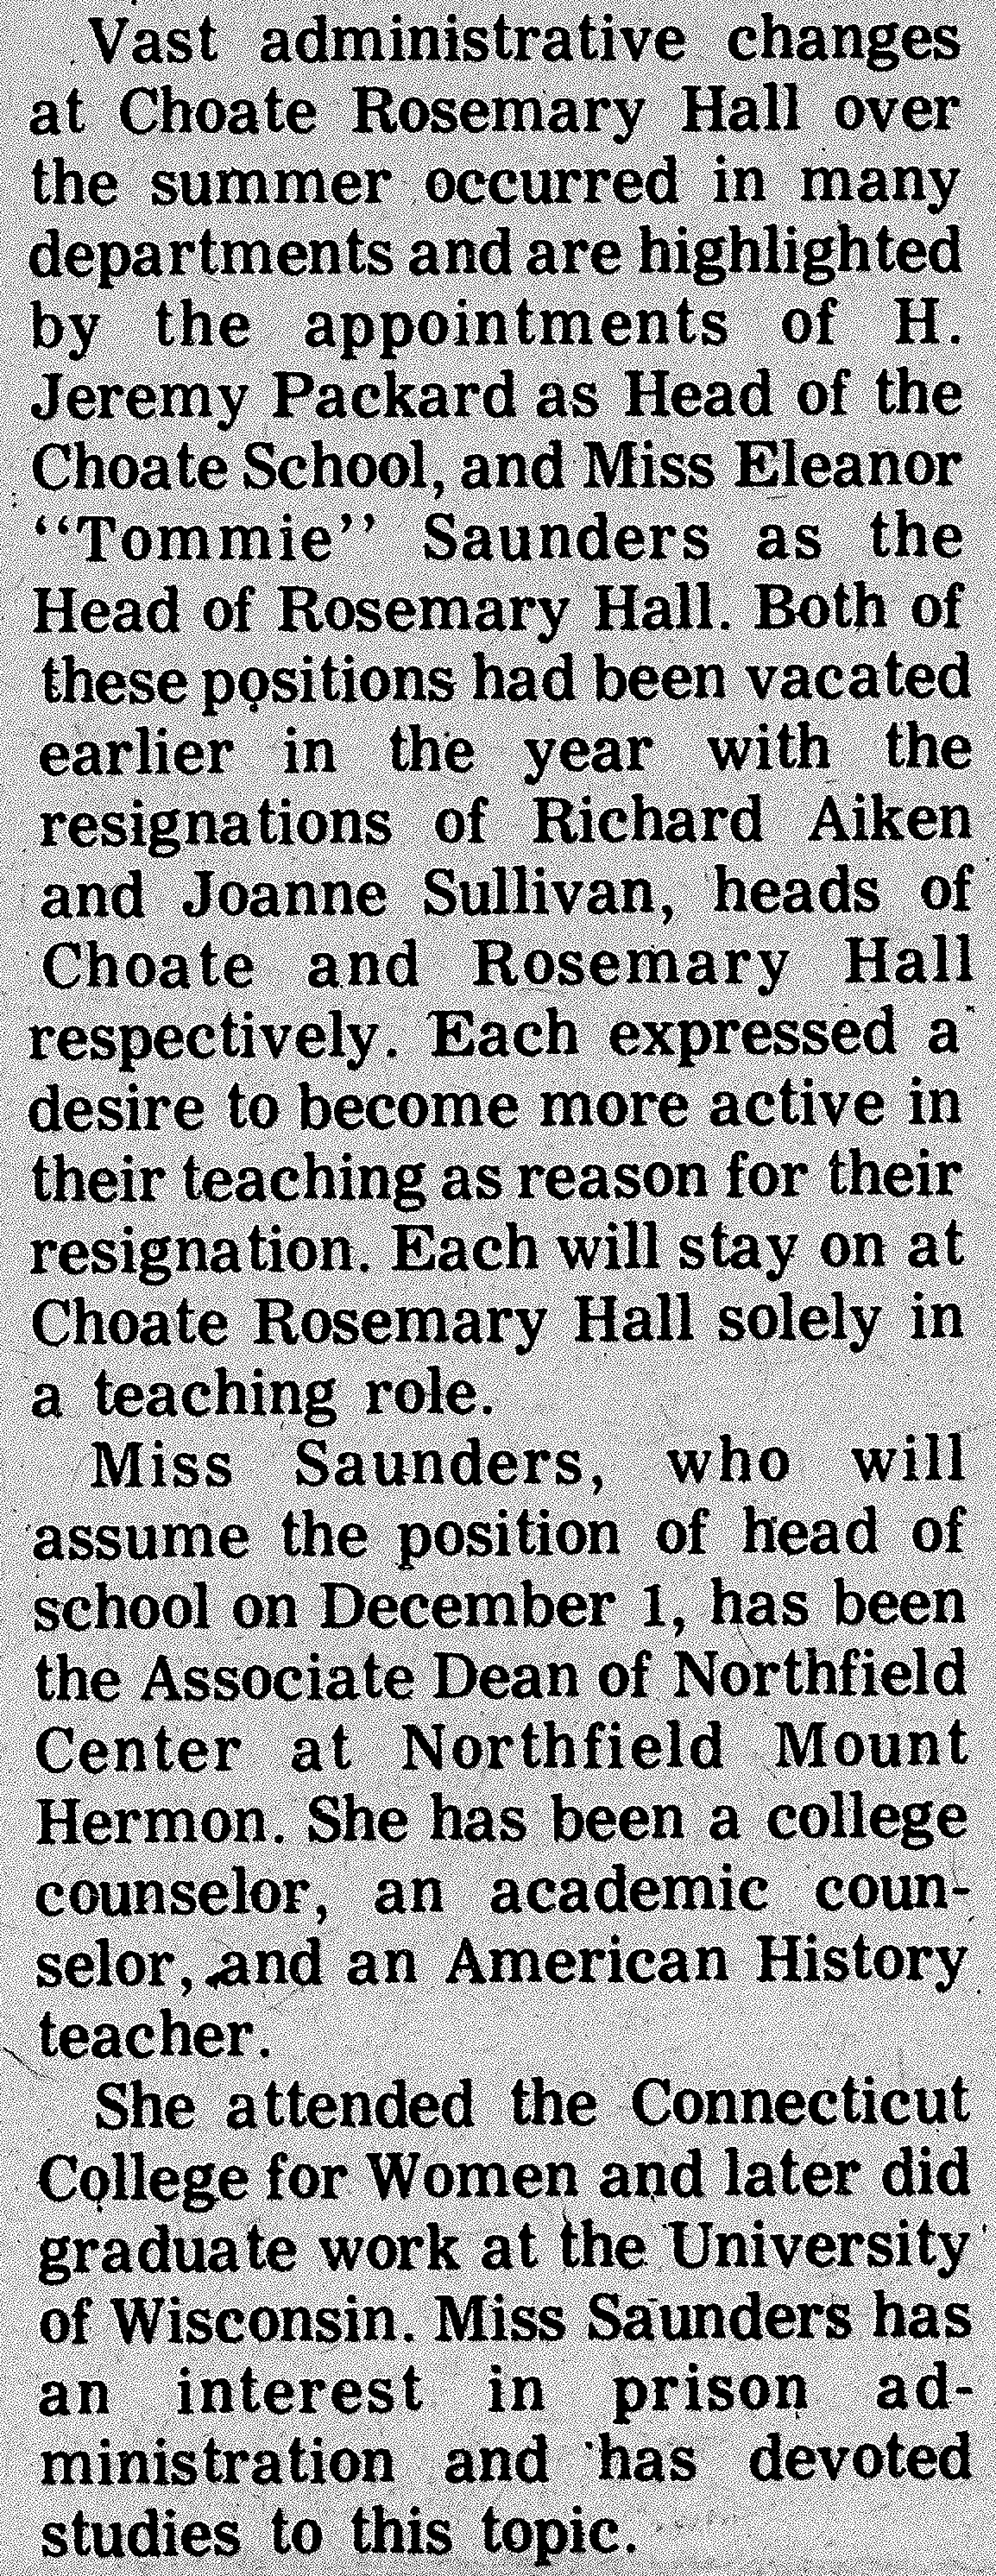 Vast administrative changes
at Choate Rosemary Hall over
the summer occurred in many
departments and are highlighted
by the appointments of H.
Jeremy Packard as Head of the
Choate School, and Miss Eleanor
“Tommie” Saunders as the
Head of Rosemary Hall. Both of
these positions had been vacated
earlier in the year with the
resignations of Richard Aiken
and Joanne Sullivan, heads of
Choate and Rosemary Hall
respectively. Each expressed a
desire to become more active in
their teaching as reason for their
resignation. Each will stay on at
Choate Rosemary Hall solely in
a teaching role.
Miss Saunders, who will
assume the position of head of
school on December 1, has been
the Associate Dean of Northfield
Center at Northfield Mount
Hermon. She has been a college
counselor, an academic coun-
selor, and an American History
teacher.
She attended the Connecticut
College for Women and later did
graduate work at the University
of Wisconsin. Miss Saunders has
an interest in prison ad-
ministration and has devoted
studies to this topic.